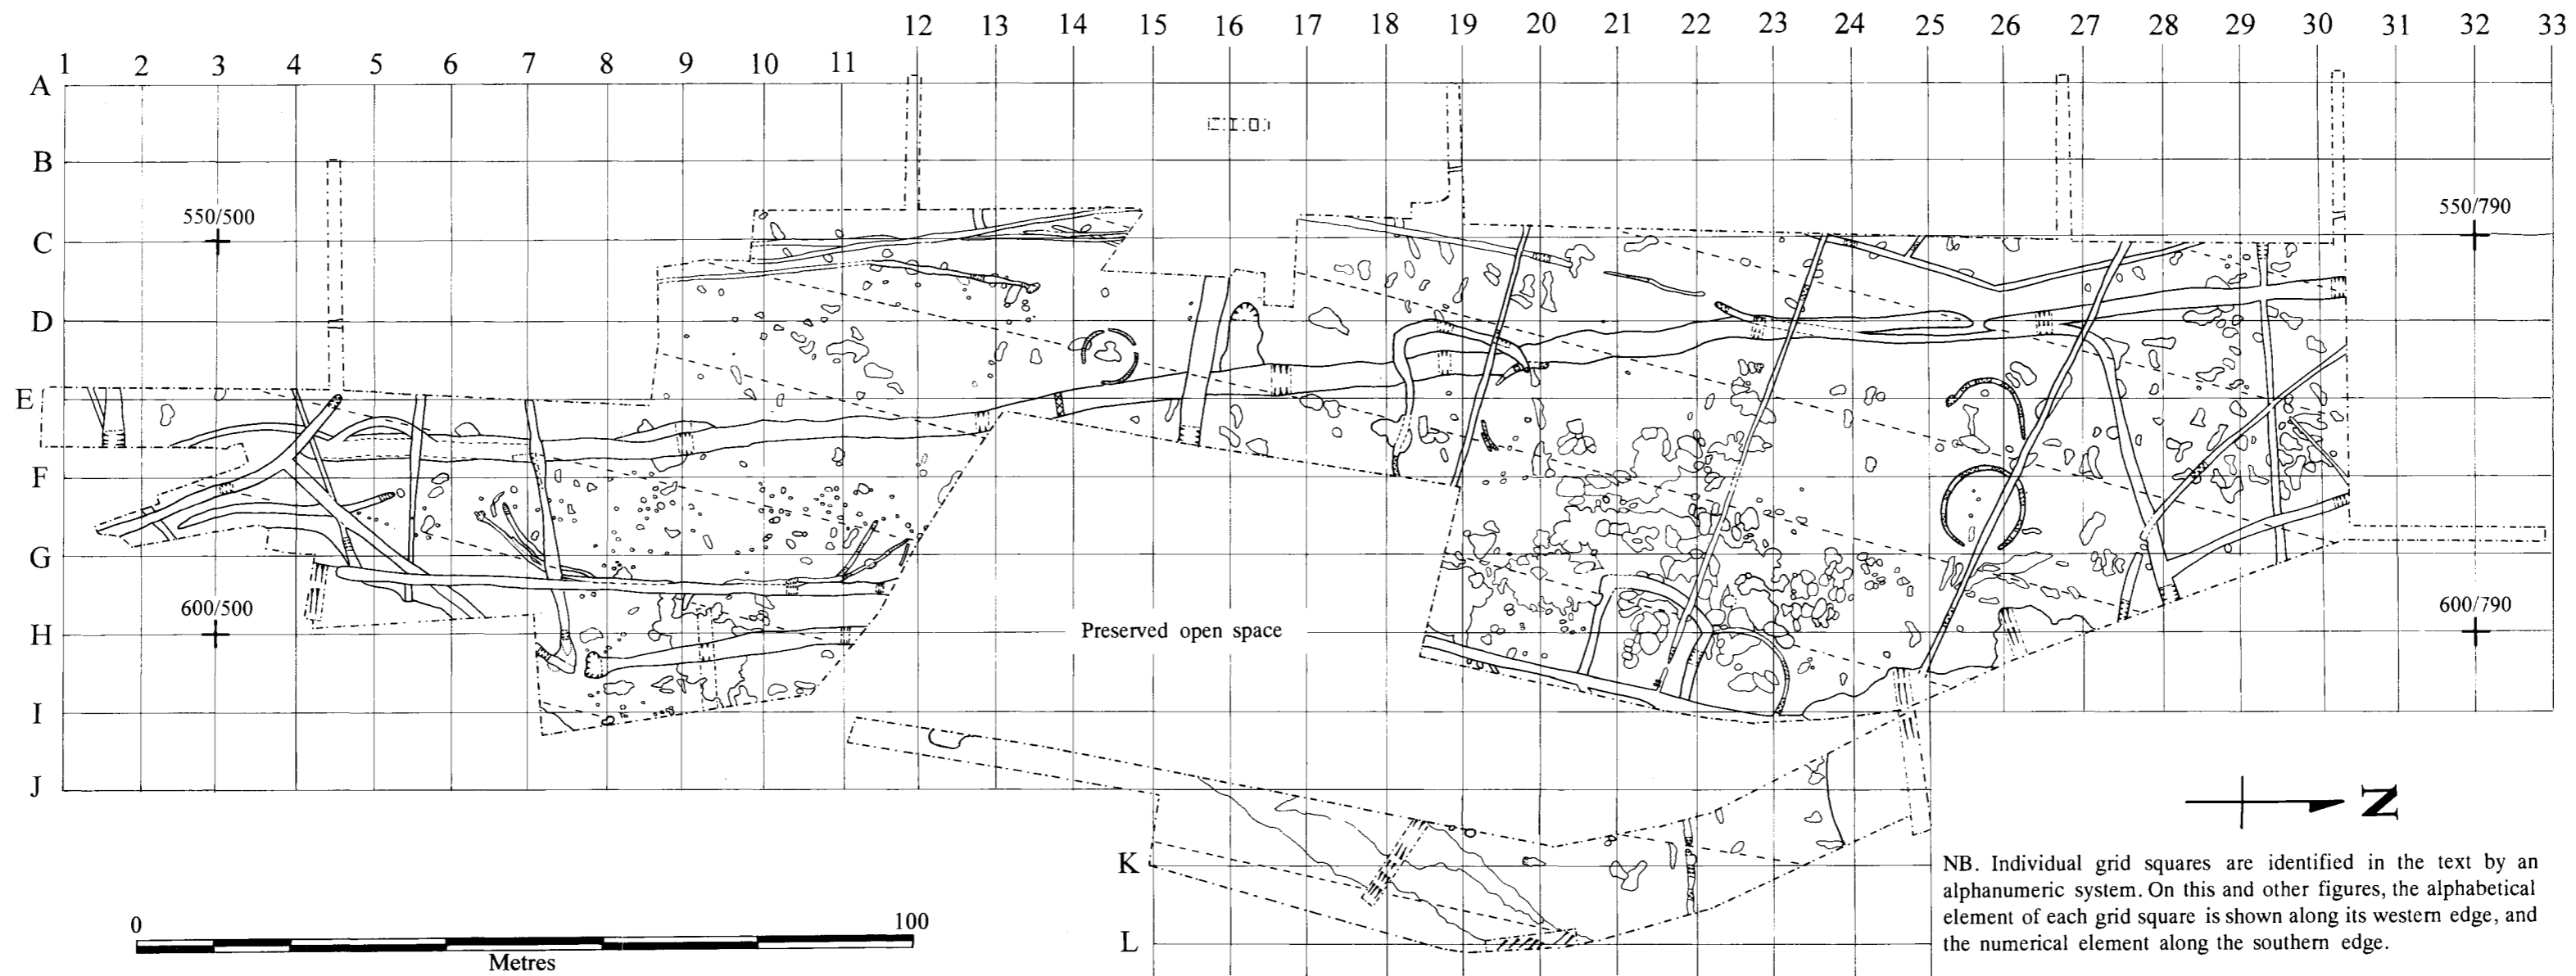 12 13 14 15 16 17 18 19 20 21 22 23 24 25 26 27 28 29 30 31 32 33
1 2 3 4 5 6 7 8 9 10 11
A
B
550/500 550/790
C
D
E
F
G
600/500 600/790
H
Preserved open space
I
J
N
K
L
NB. Individual grid squares are identified in the text by an
alphanumeric system. On this and other figures, the alphabetical
element of each grid square is shown along its western edge, and
the numerical element along the southern edge.
0 100
Metres